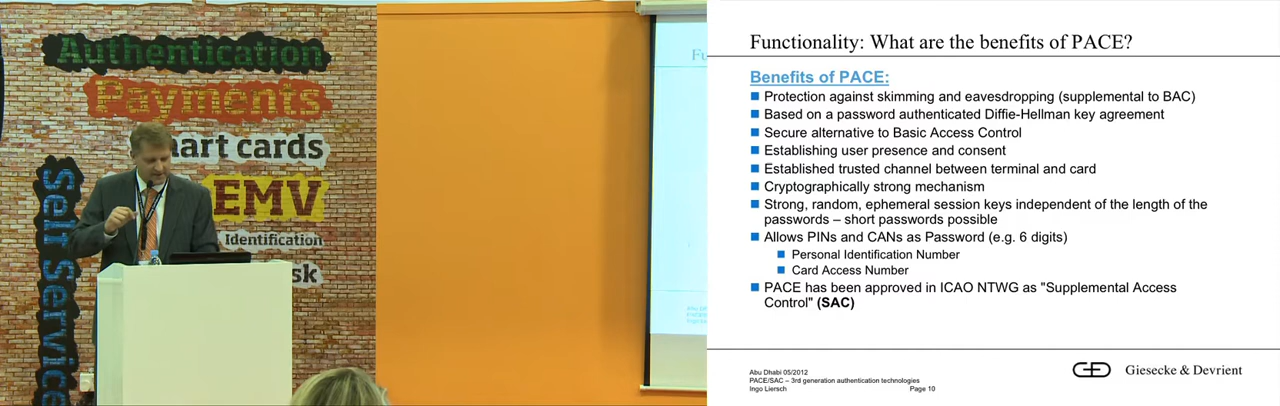 Authentication
Payments
mart cards
EMV
Identification
sk
Self Service
Fu
Functionality: What are the benefits of PACE?
Benefits of PACE:
Protection against skimming and eavesdropping (supplemental to BAC)
Based on a password authenticated Diffie-Hellman key agreement
Secure alternative to Basic Access Control
Establishing user presence and consent
Established trusted channel between terminal and card
Cryptographically strong mechanism
Strong, random, ephemeral session keys independent of the length of the
passwords – short passwords possible
Allows PINs and CANs as Password (e.g. 6 digits)
Personal Identification Number
Card Access Number
PACE has been approved in ICAO NTWG as "Supplemental Access
Control" (SAC)
Abu Dhabi 05/2012
PACE/SAC – 3rd generation authentication technologies
Ingo Liersch Page 10
Giesecke & Devrient